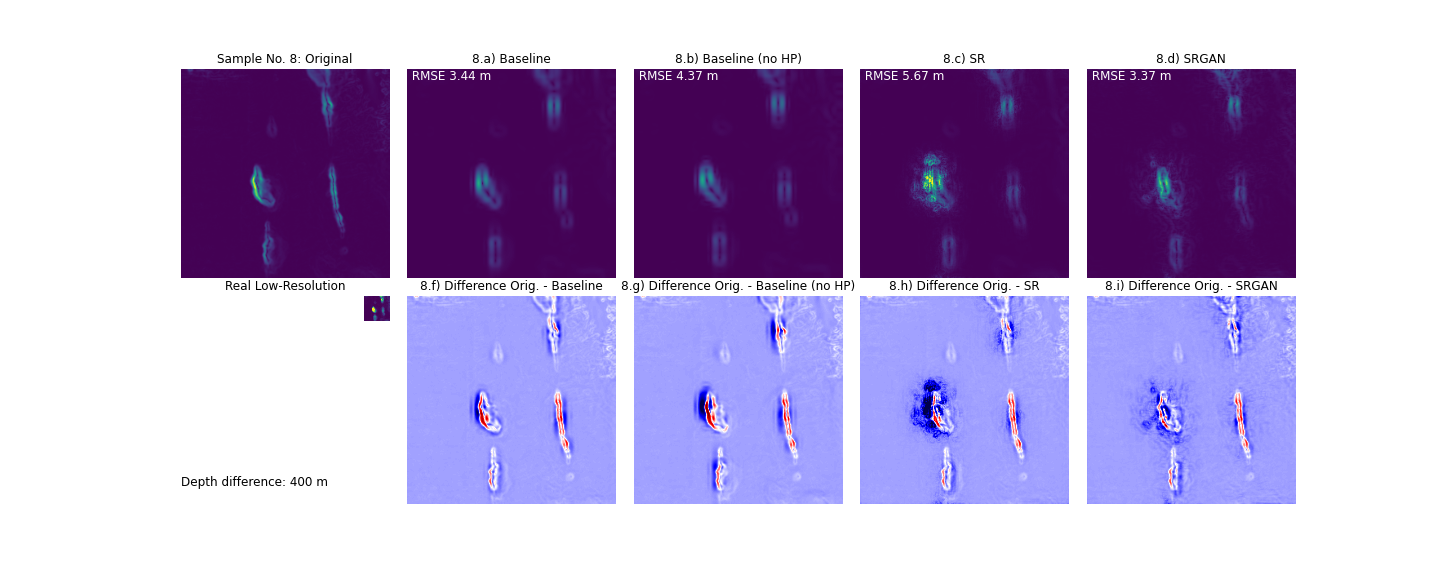 Sample No. 8: Original
8.a) Baseline
8.b) Baseline (no HP)
8.c) SR
8.d) SRGAN
RMSE 3.44 m
RMSE 4.37 m
RMSE 5.67 m
RMSE 3.37 m
Real Low-Resolution
8.f) Difference Orig. - Baseline
8.g) Difference Orig. - Baseline (no HP)
8.h) Difference Orig. - SR
8.i) Difference Orig. - SRGAN
Depth difference: 400 m